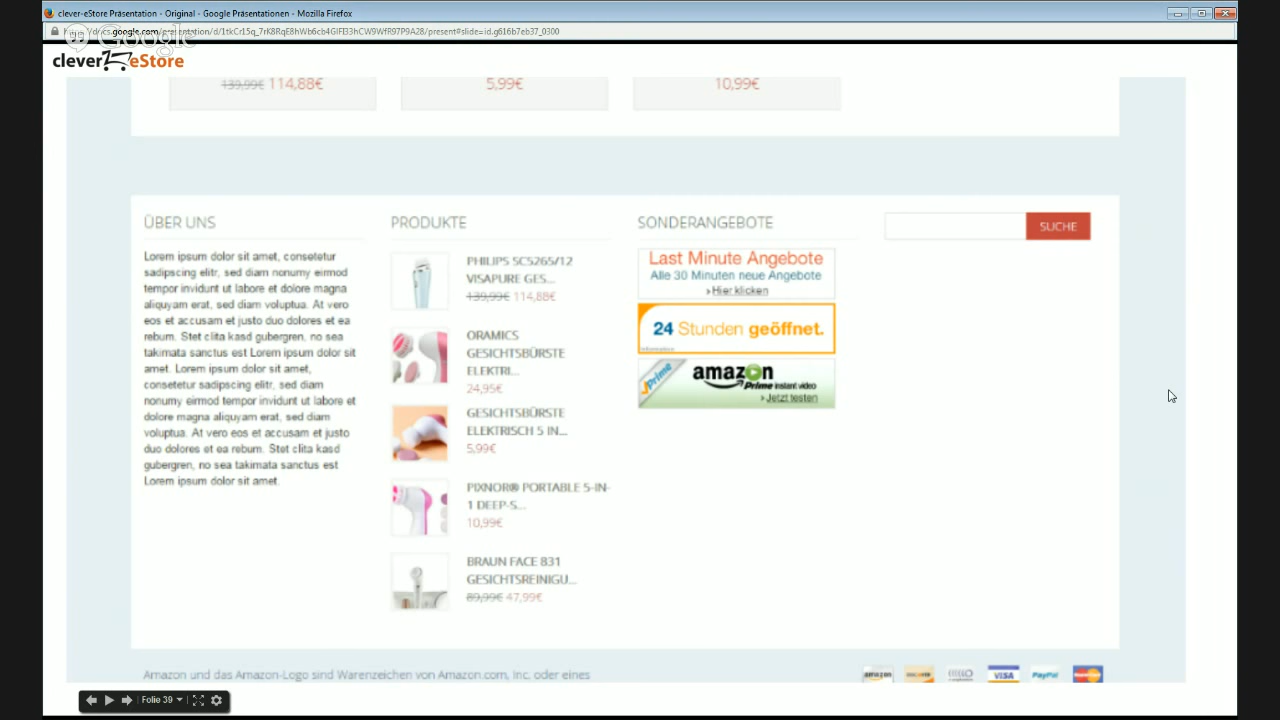 clever-eStore Präsentation - Original - Google Präsentationen - Mozilla Firefox
Google
clever eStore
139,99€ 114,88€
5,99€
10,99€
ÜBER UNS
Lorem ipsum dolor sit amet, consetetur
sadipscing elitr, sed diam nonumy eirmod
tempor invidunt ut labore et dolore magna
aliquyam erat, sed diam voluptua. At vero
eos et accusam et justo duo dolores et ea
rebum. Stet clita kasd gubergren, no sea
takimata sanctus est Lorem ipsum dolor sit
amet. Lorem ipsum dolor sit amet,
consetetur sadipscing elitr, sed diam
nonumy eirmod tempor invidunt ut labore et
dolore magna aliquyam erat, sed diam
voluptua. At vero eos et accusam et justo
duo dolores et ea rebum. Stet clita kasd
gubergren, no sea takimata sanctus est
Lorem ipsum dolor sit amet.
PRODUKTE
PHILIPS SC5265/12
VISAPURE GES...
139,99€ 114,88€
ORAMICS
GESICHTSBÜRSTE
ELEKTRI...
24,95€
GESICHTSBÜRSTE
ELEKTRISCH 5 IN...
5,99€
PIXNOR® PORTABLE 5-IN-
1 DEEP-S...
10,99€
BRAUN FACE 831
GESICHTSREINIGU...
89,99€ 47,99€
SONDERANGEBOTE
Last Minute Angebote
Alle 30 Minuten neue Angebote
› Hier klicken
24 Stunden geöffnet.
Prime
amazon
Prime instant video
› Jetzt testen
SUCHE
Amazon und das Amazon-Logo sind Warenzeichen von Amazon.com, Inc. oder eines
amazon
DISCOVER
VISA
PayPal
MasterCard
Folie 39